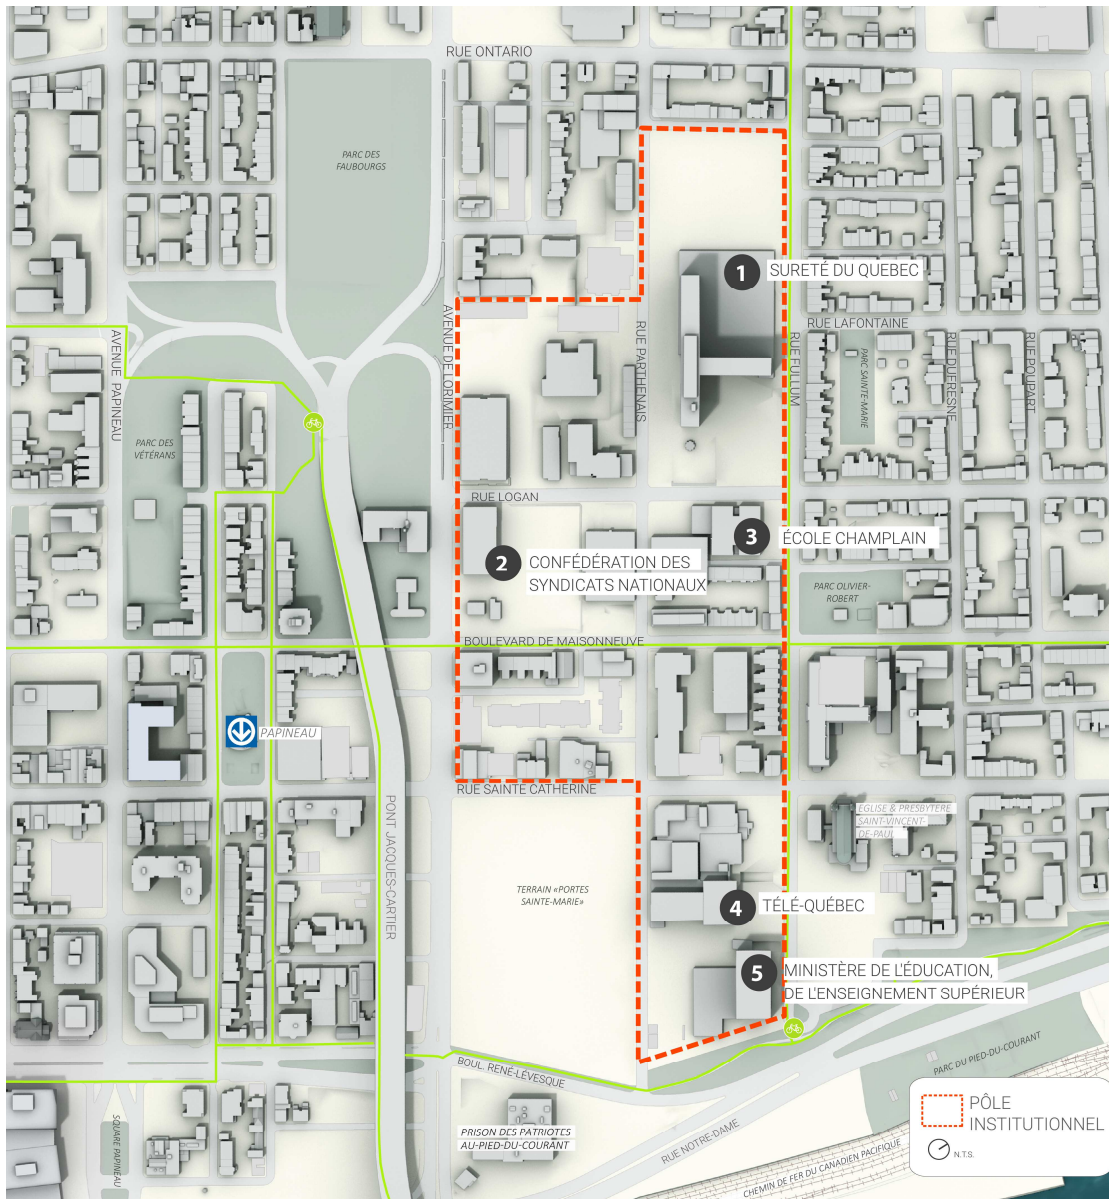 RUE ONTARIO
PARC DES
FAUBOURGS
1
SURETÉ DU QUEBEC
AVENUE PAPINEAU
AVENUE DE LORIMIER
RUE PARTHENAIS
RUE FULLUM
RUE LAFONTAINE
PARC SAINTE-MARIE
RUE DUFRESNE
RUE POUPART
PARC DES
VÉTÉRANS
RUE LOGAN
2
CONFÉDÉRATION DES
SYNDICATS NATIONAUX
3
ÉCOLE CHAMPLAIN
PARC OLIVIER-
ROBERT
BOULEVARD DE MAISONNEUVE
PAPINEAU
RUE SAINTE CATHERINE
PONT JACQUES-CARTIER
ÉGLISE & PRESBYTÈRE
SAINT-VINCENT-
DE-PAUL
TERRAIN «PORTES
SAINTE-MARIE»
4
TÉLÉ-QUÉBEC
5
MINISTÈRE DE L'ÉDUCATION,
DE L'ENSEIGNEMENT SUPÉRIEUR
BOUL. RENÉ-LÉVESQUE
PARC DU PIED-DU-COURANT
SQUARE PAPINEAU
PRISON DES PATRIOTES
AU-PIED-DU-COURANT
RUE NOTRE-DAME
CHEMIN DE FER DU CANADIEN PACIFIQUE
PÔLE
INSTITUTIONNEL
N.T.S.